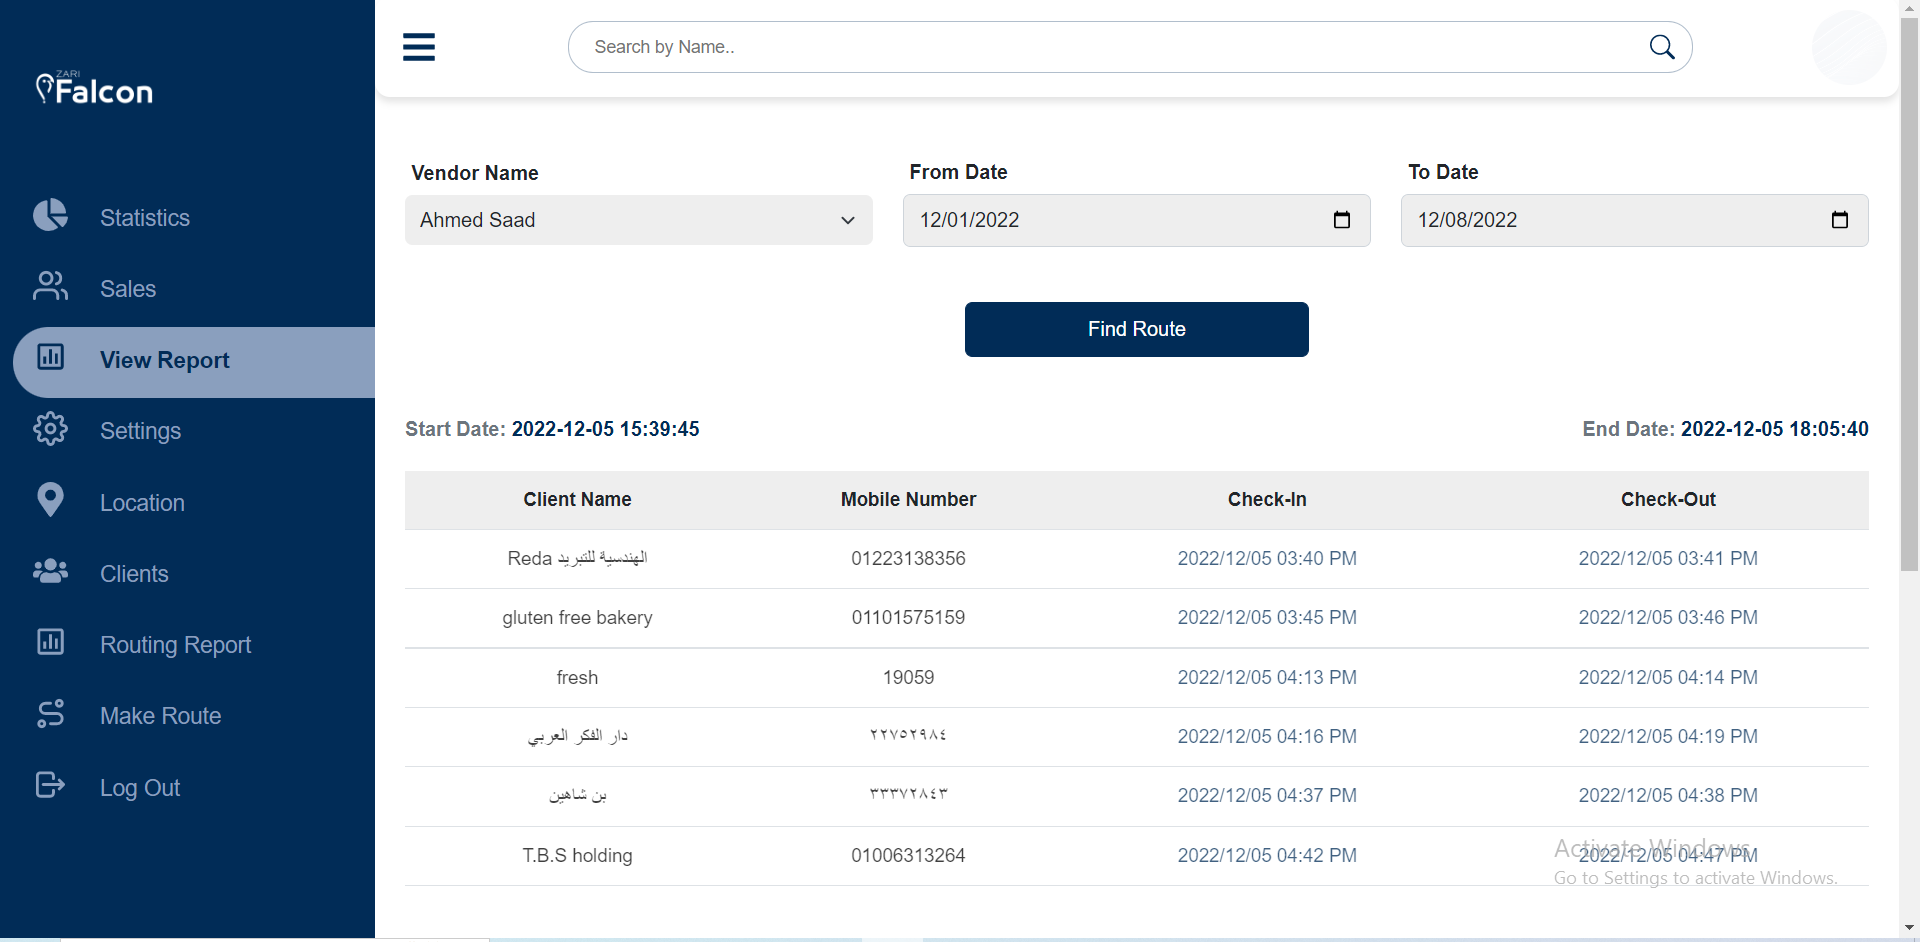 ZARI
Falcon
Search by Name..
Statistics
Sales
View Report
Settings
Location
Clients
Routing Report
Make Route
Log Out
Vendor Name From Date To Date
Ahmed Saad 12/01/2022 12/08/2022
Find Route
Start Date: 2022-12-05 15:39:45 End Date: 2022-12-05 18:05:40
Client Name Mobile Number Check-In Check-Out
Reda الهندسية للتبريد 01223138356 2022/12/05 03:40 PM 2022/12/05 03:41 PM
gluten free bakery 01101575159 2022/12/05 03:45 PM 2022/12/05 03:46 PM
fresh 19059 2022/12/05 04:13 PM 2022/12/05 04:14 PM
دار الفكر العربي ٢٢٧٥٢٩٨٤ 2022/12/05 04:16 PM 2022/12/05 04:19 PM
بن شاهين ٣٣٣٧٢٨٤٣ 2022/12/05 04:37 PM 2022/12/05 04:38 PM
T.B.S holding 01006313264 2022/12/05 04:42 PM 2022/12/05 04:47 PM
Activate Windows
Go to Settings to activate Windows.